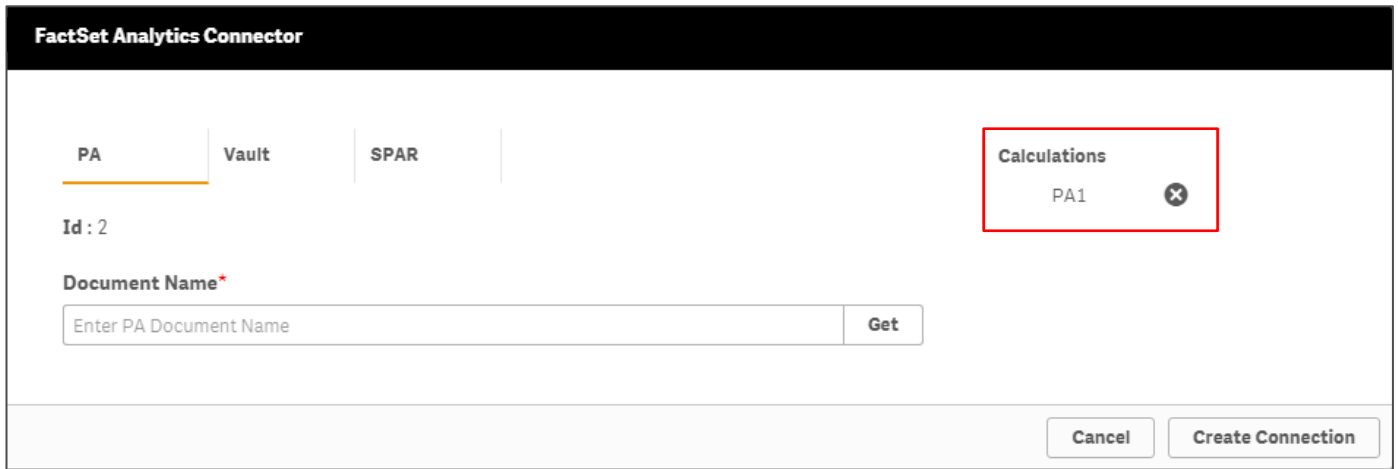 FactSet Analytics Connector
PA Vault SPAR
Calculations
PA1
Id : 2
Document Name*
Enter PA Document Name Get
Cancel Create Connection